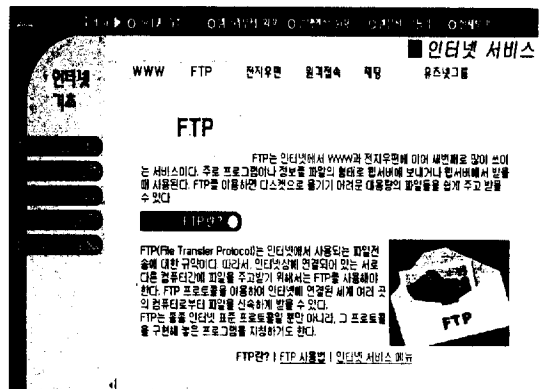 ■ 인터넷 서비스
인터넷
기초
WWW FTP 전자우편 원격접속 채팅 유즈넷그룹
FTP
FTP는 인터넷에서 WWW과 전자우편에 이어 세번째로 많이 쓰이
는 서비스이다. 주로 프로그램이나 정보를 파일의 형태로 웹서버에 보내거나 웹서버에서 받을
때 사용된다. FTP를 이용하면 디스켓으로 옮기기 어려운 대용량의 파일들을 쉽게 주고 받을
수 있다
FTP란?
FTP(File Transler Protocol)는 인터넷에서 사용되는 파일전
송에 대한 규약이다. 따라서, 인터넷상에 연결되어 있는 서로
다른 컴퓨터간에 파일을 주고받기 위해서는 FTP를 사용해야
한다. FTP 프로토콜을 이용하여 인터넷에 연결된 세계 여러 곳
의 컴퓨터로부터 파일을 신속하게 받을 수 있다.
FTP는 종종 인터넷 표준 프로토콜일 뿐만 아니라, 그 프로토콜
을 구현해 놓은 프로그램을 지칭하기도 한다.
FTP
FTP란? | FTP 사용법 | 인터넷 서비스 메뉴